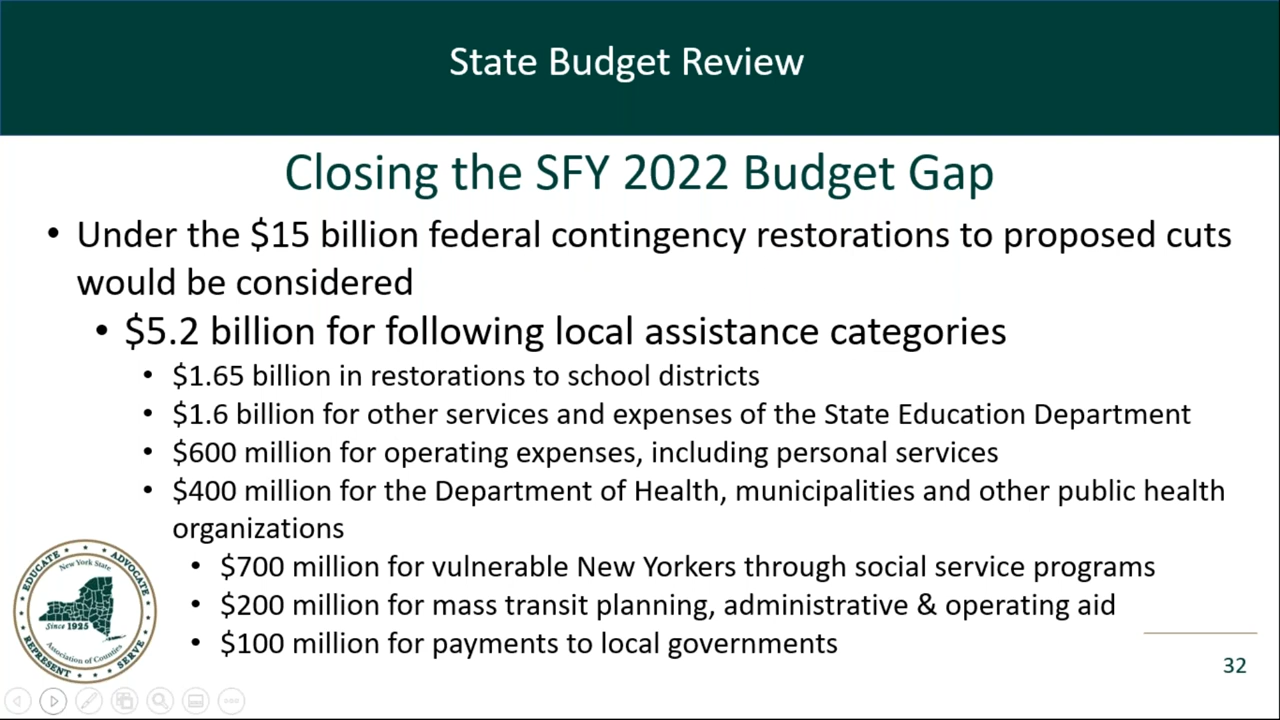 State Budget Review
Closing the SFY 2022 Budget Gap
• Under the $15 billion federal contingency restorations to proposed cuts
would be considered
• $5.2 billion for following local assistance categories
• $1.65 billion in restorations to school districts
• $1.6 billion for other services and expenses of the State Education Department
• $600 million for operating expenses, including personal services
• $400 million for the Department of Health, municipalities and other public health
organizations
• $700 million for vulnerable New Yorkers through social service programs
• $200 million for mass transit planning, administrative & operating aid
• $100 million for payments to local governments
EDUCATE
ADVOCATE
New York State
Since 1925
Association of Counties
REPRESENT
SERVE
32